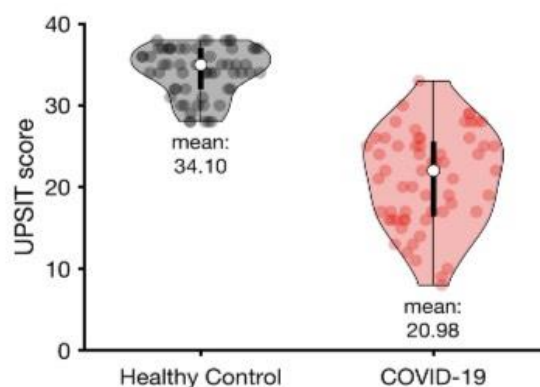 40
30
20
10
0
UPSIT score
mean:
34.10
mean:
20.98
Healthy Control
COVID-19